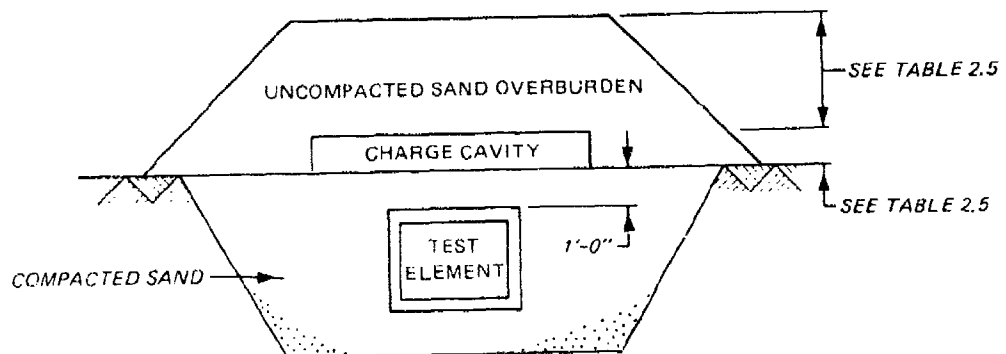 SEE TABLE 2.5
UNCOMPACTED SAND OVERBURDEN
CHARGE CAVITY
SEE TABLE 2.5
1'-0"
TEST
ELEMENT
COMPACTED SAND